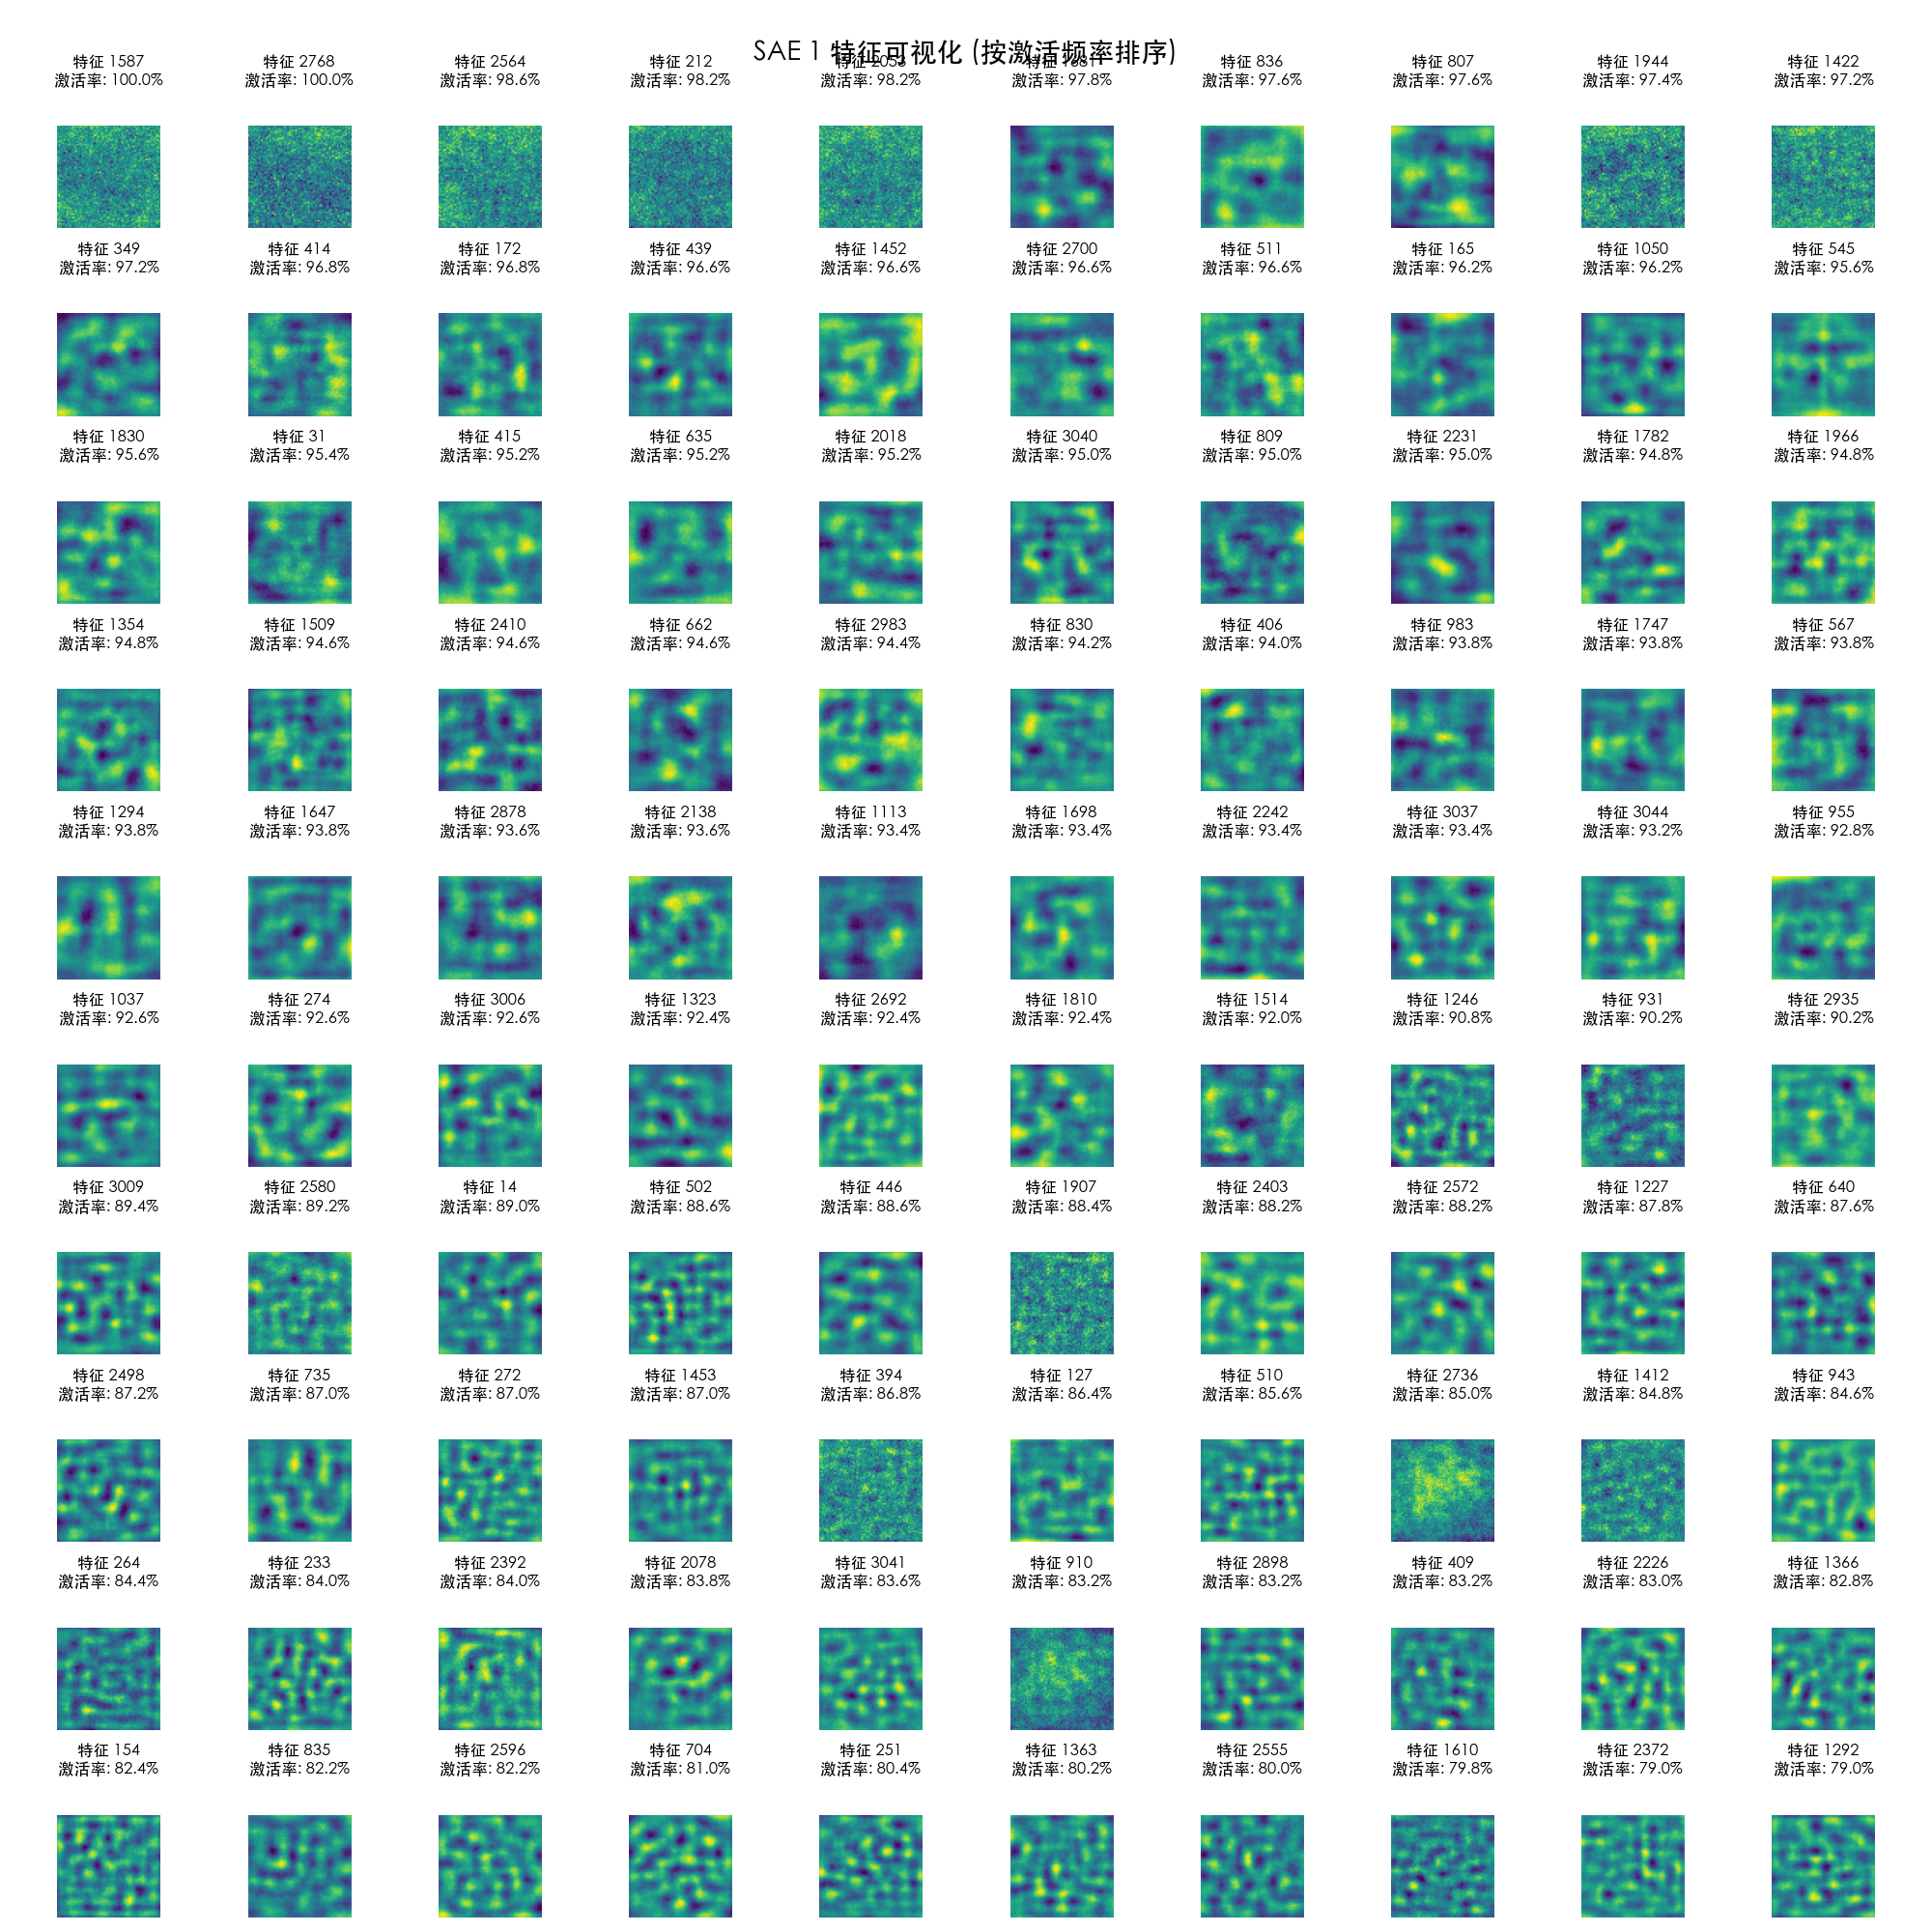 SAE 1 特征可视化 (按激活频率排序)
特征 1587 特征 2768 特征 2564 特征 212 特征 2053 特征 1681 特征 836 特征 807 特征 1944 特征 1422
激活率: 100.0% 激活率: 100.0% 激活率: 98.6% 激活率: 98.2% 激活率: 98.2% 激活率: 97.8% 激活率: 97.6% 激活率: 97.6% 激活率: 97.4% 激活率: 97.2%
特征 349 特征 414 特征 172 特征 439 特征 1452 特征 2700 特征 511 特征 165 特征 1050 特征 545
激活率: 97.2% 激活率: 96.8% 激活率: 96.8% 激活率: 96.6% 激活率: 96.6% 激活率: 96.6% 激活率: 96.6% 激活率: 96.2% 激活率: 96.2% 激活率: 95.6%
特征 1830 特征 31 特征 415 特征 635 特征 2018 特征 3040 特征 809 特征 2231 特征 1782 特征 1966
激活率: 95.6% 激活率: 95.4% 激活率: 95.2% 激活率: 95.2% 激活率: 95.2% 激活率: 95.0% 激活率: 95.0% 激活率: 95.0% 激活率: 94.8% 激活率: 94.8%
特征 1354 特征 1509 特征 2410 特征 662 特征 2983 特征 830 特征 406 特征 983 特征 1747 特征 567
激活率: 94.8% 激活率: 94.6% 激活率: 94.6% 激活率: 94.6% 激活率: 94.4% 激活率: 94.2% 激活率: 94.0% 激活率: 93.8% 激活率: 93.8% 激活率: 93.8%
特征 1294 特征 1647 特征 2878 特征 2138 特征 1113 特征 1698 特征 2242 特征 3037 特征 3044 特征 955
激活率: 93.8% 激活率: 93.8% 激活率: 93.6% 激活率: 93.6% 激活率: 93.4% 激活率: 93.4% 激活率: 93.4% 激活率: 93.4% 激活率: 93.2% 激活率: 92.8%
特征 1037 特征 274 特征 3006 特征 1323 特征 2692 特征 1810 特征 1514 特征 1246 特征 931 特征 2935
激活率: 92.6% 激活率: 92.6% 激活率: 92.6% 激活率: 92.4% 激活率: 92.4% 激活率: 92.4% 激活率: 92.0% 激活率: 90.8% 激活率: 90.2% 激活率: 90.2%
特征 3009 特征 2580 特征 14 特征 502 特征 446 特征 1907 特征 2403 特征 2572 特征 1227 特征 640
激活率: 89.4% 激活率: 89.2% 激活率: 89.0% 激活率: 88.6% 激活率: 88.6% 激活率: 88.4% 激活率: 88.2% 激活率: 88.2% 激活率: 87.8% 激活率: 87.6%
特征 2498 特征 735 特征 272 特征 1453 特征 394 特征 127 特征 510 特征 2736 特征 1412 特征 943
激活率: 87.2% 激活率: 87.0% 激活率: 87.0% 激活率: 87.0% 激活率: 86.8% 激活率: 86.4% 激活率: 85.6% 激活率: 85.0% 激活率: 84.8% 激活率: 84.6%
特征 264 特征 233 特征 2392 特征 2078 特征 3041 特征 910 特征 2898 特征 409 特征 2226 特征 1366
激活率: 84.4% 激活率: 84.0% 激活率: 84.0% 激活率: 83.8% 激活率: 83.6% 激活率: 83.2% 激活率: 83.2% 激活率: 83.2% 激活率: 83.0% 激活率: 82.8%
特征 154 特征 835 特征 2596 特征 704 特征 251 特征 1363 特征 2555 特征 1610 特征 2372 特征 1292
激活率: 82.4% 激活率: 82.2% 激活率: 82.2% 激活率: 81.0% 激活率: 80.4% 激活率: 80.2% 激活率: 80.0% 激活率: 79.8% 激活率: 79.0% 激活率: 79.0%